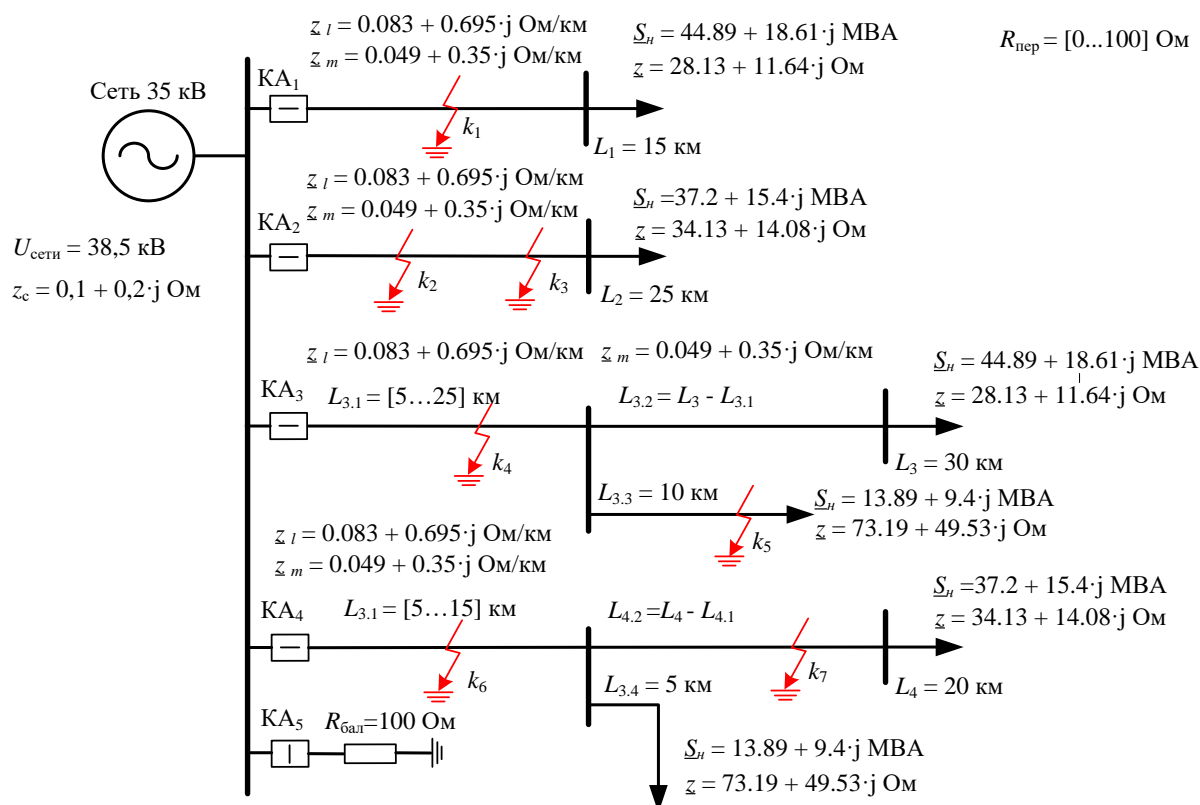 z l = 0.083 + 0.695·j Ом/км
z m = 0.049 + 0.35·j Ом/км
Sн = 44.89 + 18.61·j МВА
z = 28.13 + 11.64·j Ом
Rпер = [0...100] Ом
Сеть 35 кВ
КА1
k1
L1 = 15 км
z l = 0.083 + 0.695·j Ом/км
z m = 0.049 + 0.35·j Ом/км
Sн =37.2 + 15.4·j МВА
z = 34.13 + 14.08·j Ом
КА2
k2
k3
L2 = 25 км
Uсети = 38,5 кВ
zс = 0,1 + 0,2·j Ом
z l = 0.083 + 0.695·j Ом/км
z m = 0.049 + 0.35·j Ом/км
Sн = 44.89 + 18.61·j МВА
z = 28.13 + 11.64·j Ом
КА3
L3.1 = [5…25] км
L3.2 = L3 - L3.1
k4
L3 = 30 км
L3.3 = 10 км
k5
Sн = 13.89 + 9.4·j МВА
z = 73.19 + 49.53·j Ом
z l = 0.083 + 0.695·j Ом/км
z m = 0.049 + 0.35·j Ом/км
Sн =37.2 + 15.4·j МВА
z = 34.13 + 14.08·j Ом
КА4
L3.1 = [5…15] км
L4.2 =L4 - L4.1
k6
k7
L3.4 = 5 км
L4 = 20 км
КА5
Rбал=100 Ом
Sн = 13.89 + 9.4·j МВА
z = 73.19 + 49.53·j Ом